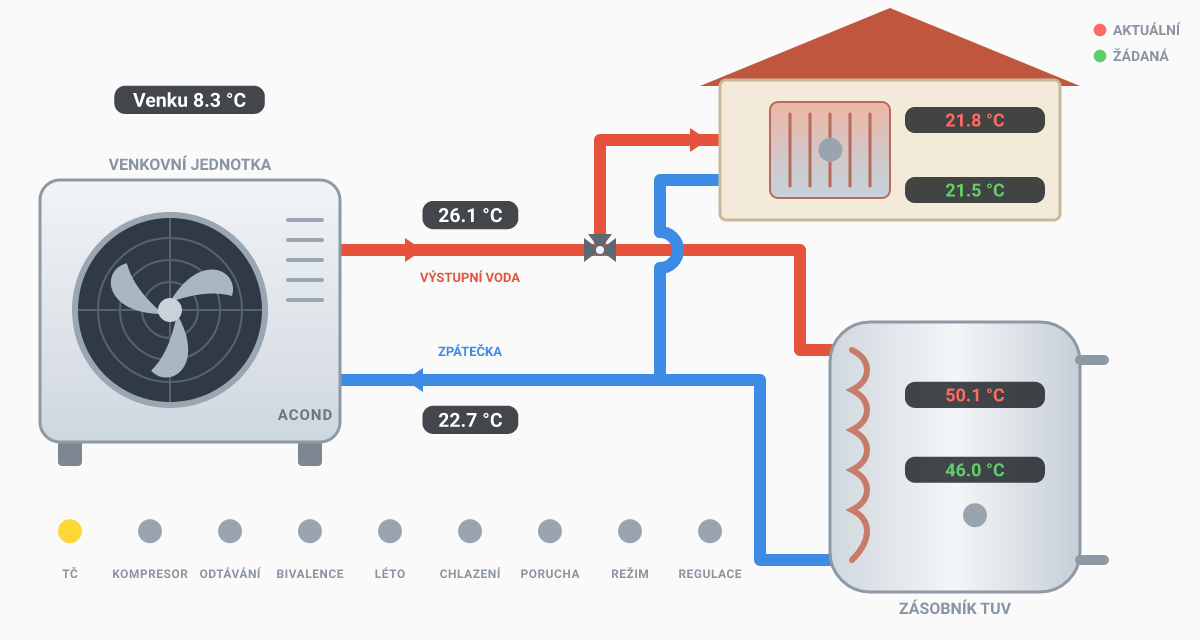 AKTUÁLNÍ
ŽÁDANÁ
Venku 8.3 °C
21.8 °C
VENKOVNÍ JEDNOTKA
21.5 °C
26.1 °C
VÝSTUPNÍ VODA
ZPÁTEČKA
50.1 °C
ACOND
22.7 °C
46.0 °C
TČ
KOMPRESOR
ODTÁVÁNÍ
BIVALENCE
LÉTO
CHLAZENÍ
PORUCHA
REŽIM
REGULACE
ZÁSOBNÍK TUV